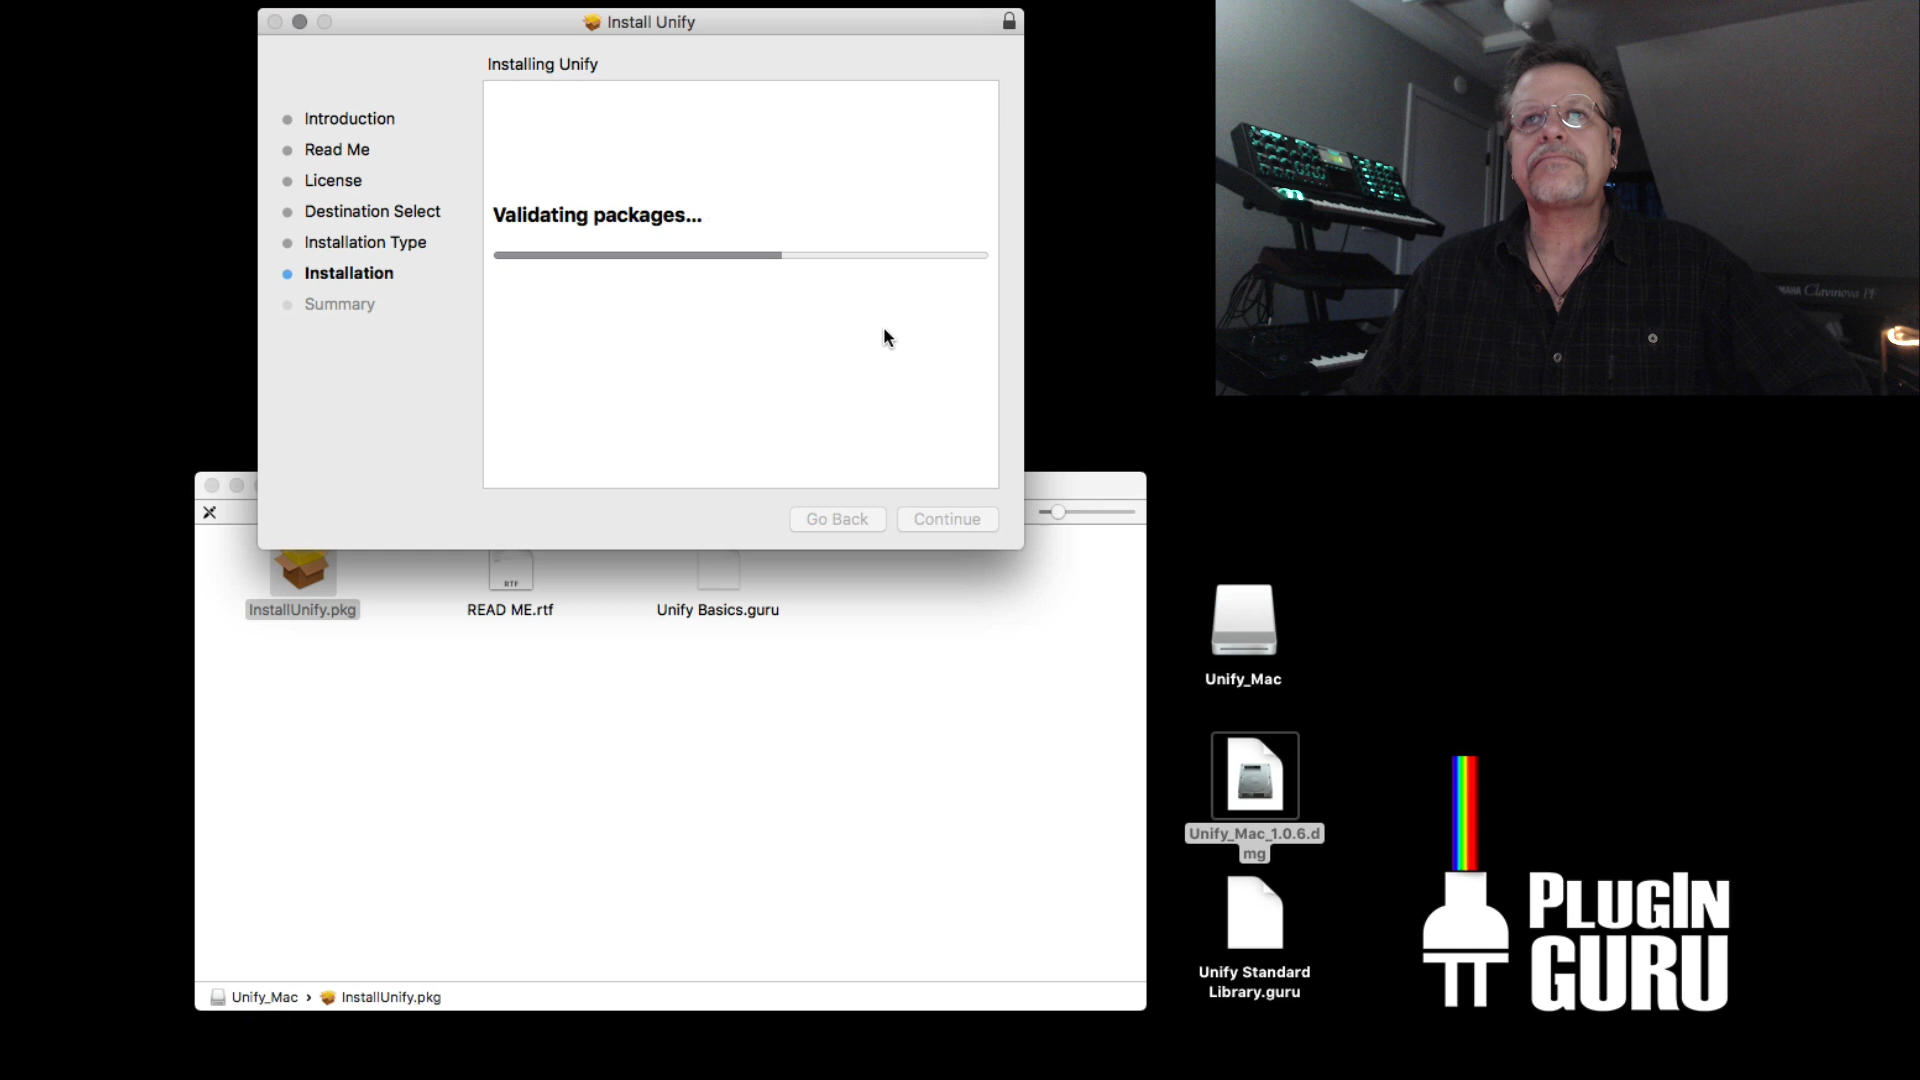 Install Unify
Installing Unify
Introduction
Read Me
License
Destination Select
Installation Type
Installation
Summary
Validating packages...
Go Back
Continue
InstallUnify.pkg
RTF
READ ME.rtf
Unify Basics.guru
Unify_Mac › InstallUnify.pkg
Clavinova
Unify_Mac
Unify_Mac_1.0.6.d
mg
Unify Standard
Library.guru
PLUGIN
GURU